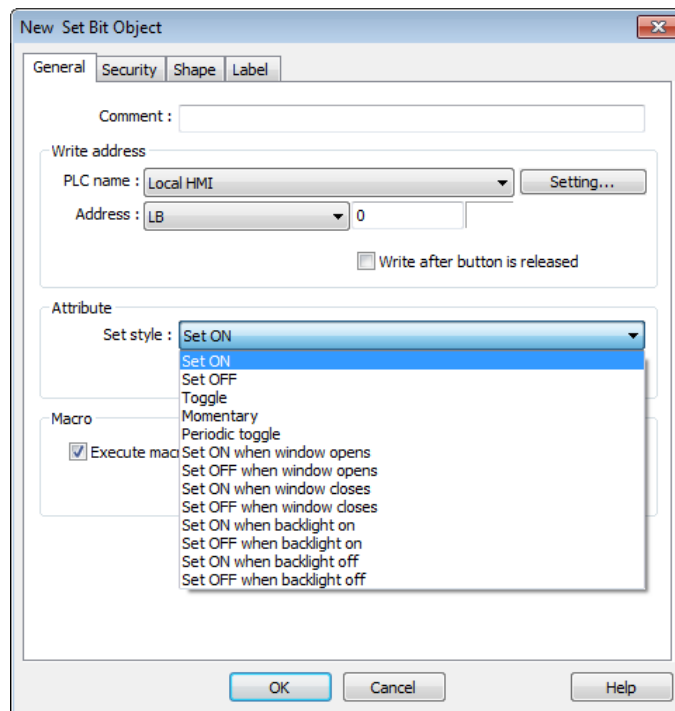 New Set Bit Object
General Security Shape Label
Comment :
Write address
PLC name : Local HMI Setting...
Address : LB 0
Write after button is released
Attribute
Set style : Set ON
Set ON
Set OFF
Toggle
Momentary
Macro
Periodic toggle
Execute mac Set ON when window opens
Set OFF when window opens
Set ON when window closes
Set OFF when window closes
Set ON when backlight on
Set OFF when backlight on
Set ON when backlight off
Set OFF when backlight off
OK Cancel Help